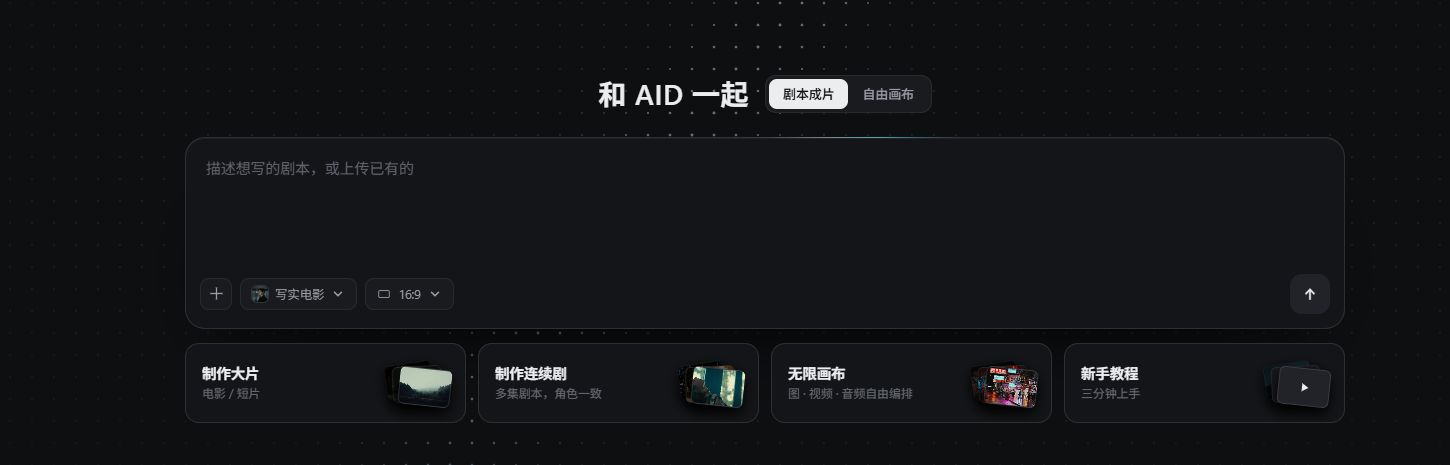 和 AID 一起
剧本成片
自由画布
描述想写的剧本，或上传已有的
写实电影
16:9
制作大片
电影 / 短片
制作连续剧
多集剧本，角色一致
无限画布
图 · 视频 · 音频自由编排
新手教程
三分钟上手